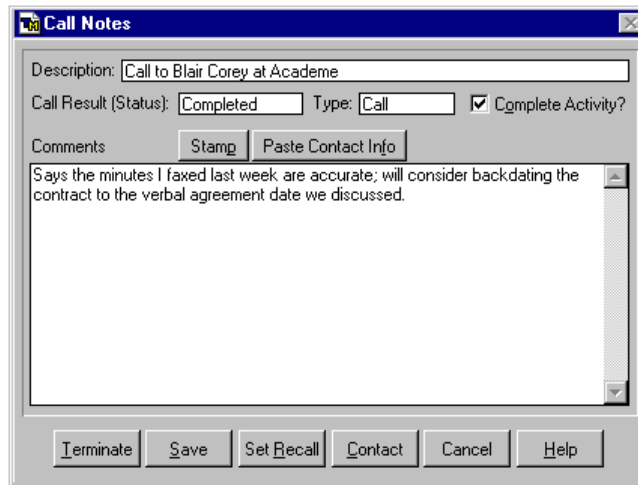 Call Notes
Description: Call to Blair Corey at Academe
Call Result (Status): Completed Type: Call Complete Activity?
Comments Stamp Paste Contact Info
Says the minutes I faxed last week are accurate; will consider backdating the
contract to the verbal agreement date we discussed.
Terminate Save Set Recall Contact Cancel Help